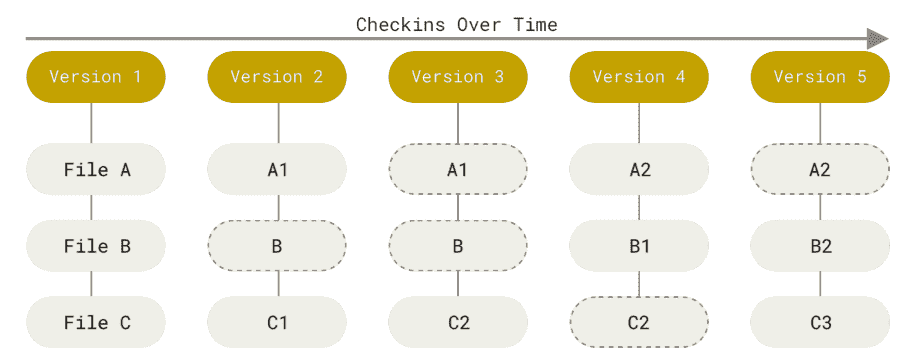 Checkins Over Time
Version 1 Version 2 Version 3 Version 4 Version 5
File A A1 A1 A2 A2
File B B B B1 B2
File C C1 C2 C2 C3